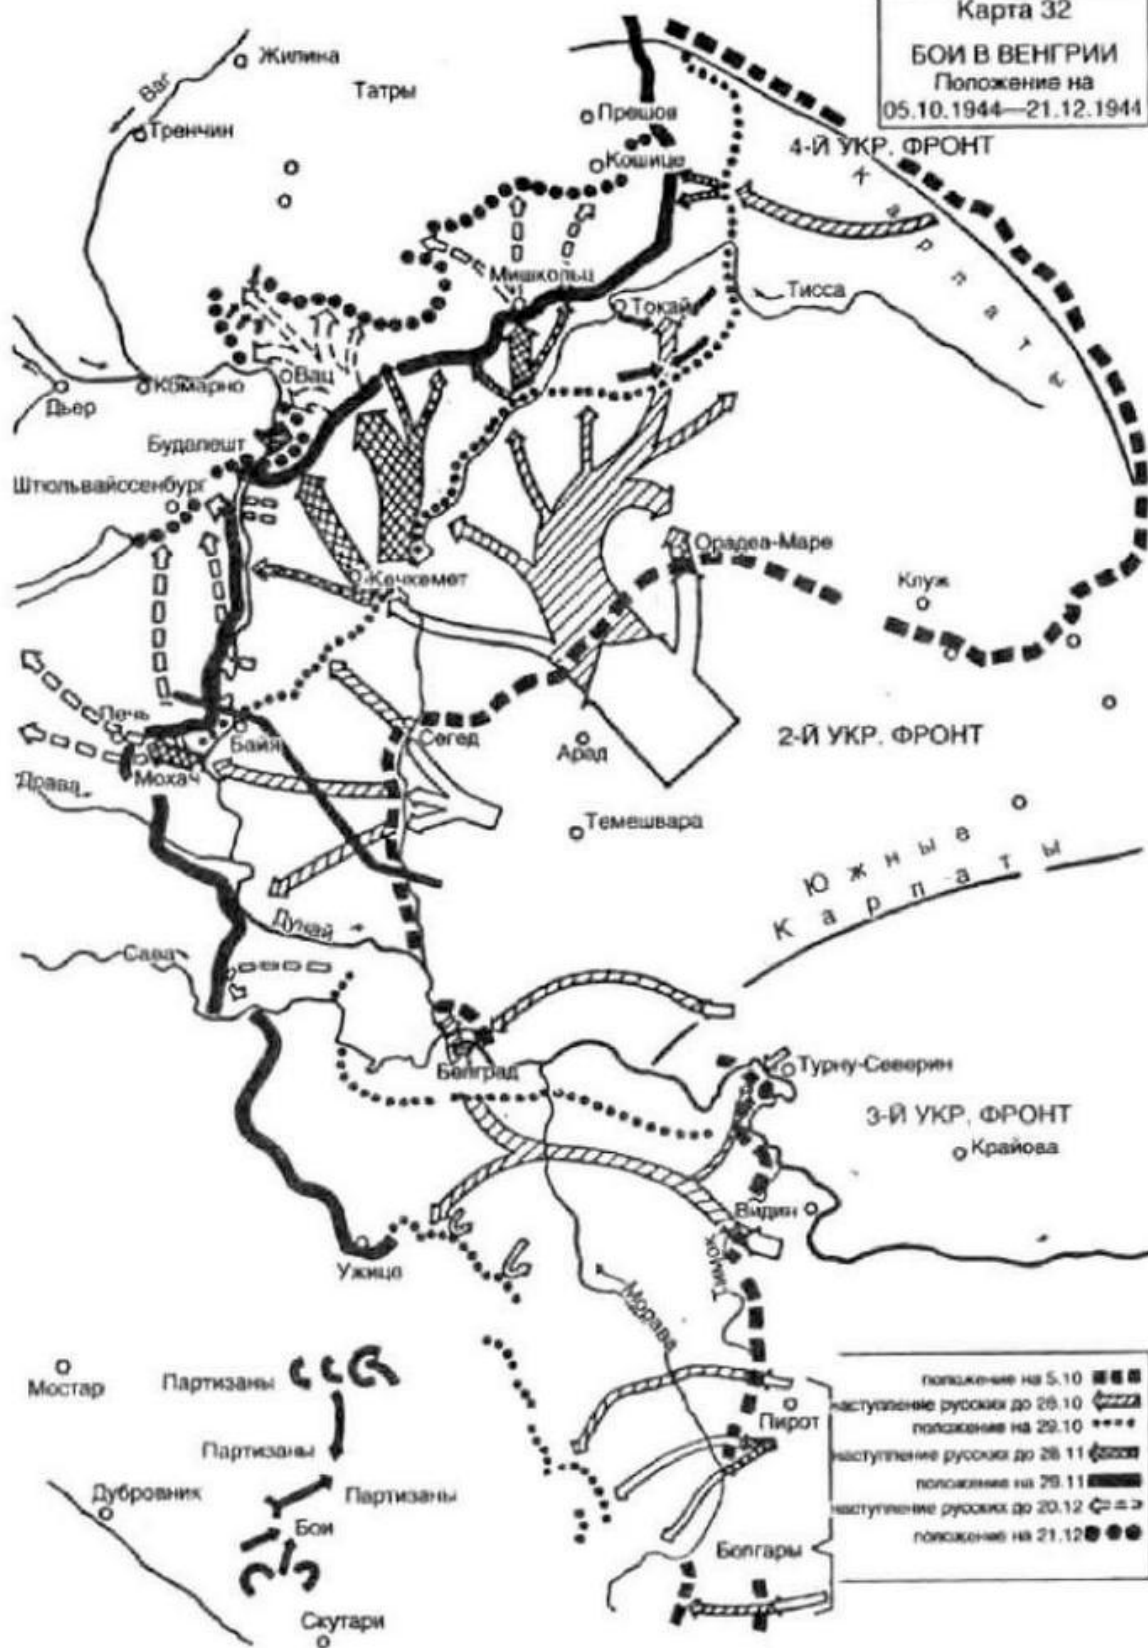 Карта 32
БОИ В ВЕНГРИИ
Положение на
05.10.1944—21.12.1944
Жилина
Ваг
Татры
Тренчин
Прешов
4-Й УКР. ФРОНТ
Кошице
Карпаты
Мишкольц
Токай
Тисса
Комарно
Вац
Дьер
Будапешт
Штюльвайссенбург
Орадеа-Маре
Кечкемет
Клуж
Печь
Байя
Сегед
Арад
2-Й УКР. ФРОНТ
Мохач
Драва
Темешвара
Южные
Карпаты
Дунай
Сава
Белград
Турну-Северин
3-Й УКР. ФРОНТ
Крайова
Видин
Тимок
Ужице
Морава
Мостар
Партизаны
Пирот
Партизаны
Дубровник
Партизаны
Бои
Болгары
Скутари
положение на 5.10
наступление русских до 28.10
положение на 29.10
наступление русских до 28.11
положение на 29.11
наступление русских до 20.12
положение на 21.12